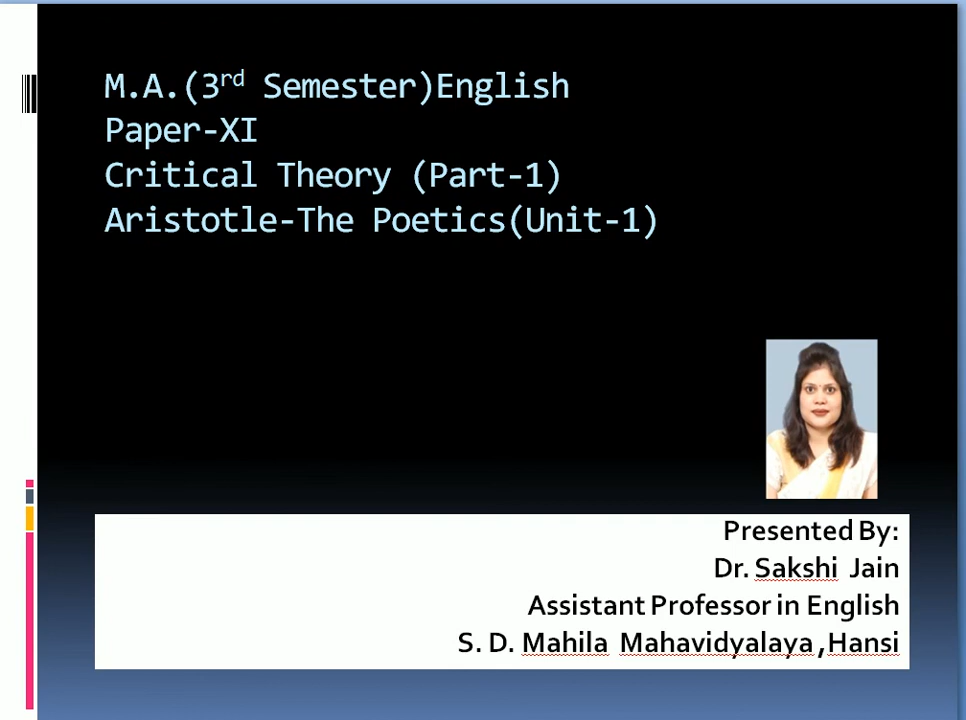 M.A.(3rd Semester)English
Paper-XI
Critical Theory (Part-1)
Aristotle-The Poetics(Unit-1)
Presented By:
Dr. Sakshi Jain
Assistant Professor in English
S. D. Mahila Mahavidyalaya ,Hansi